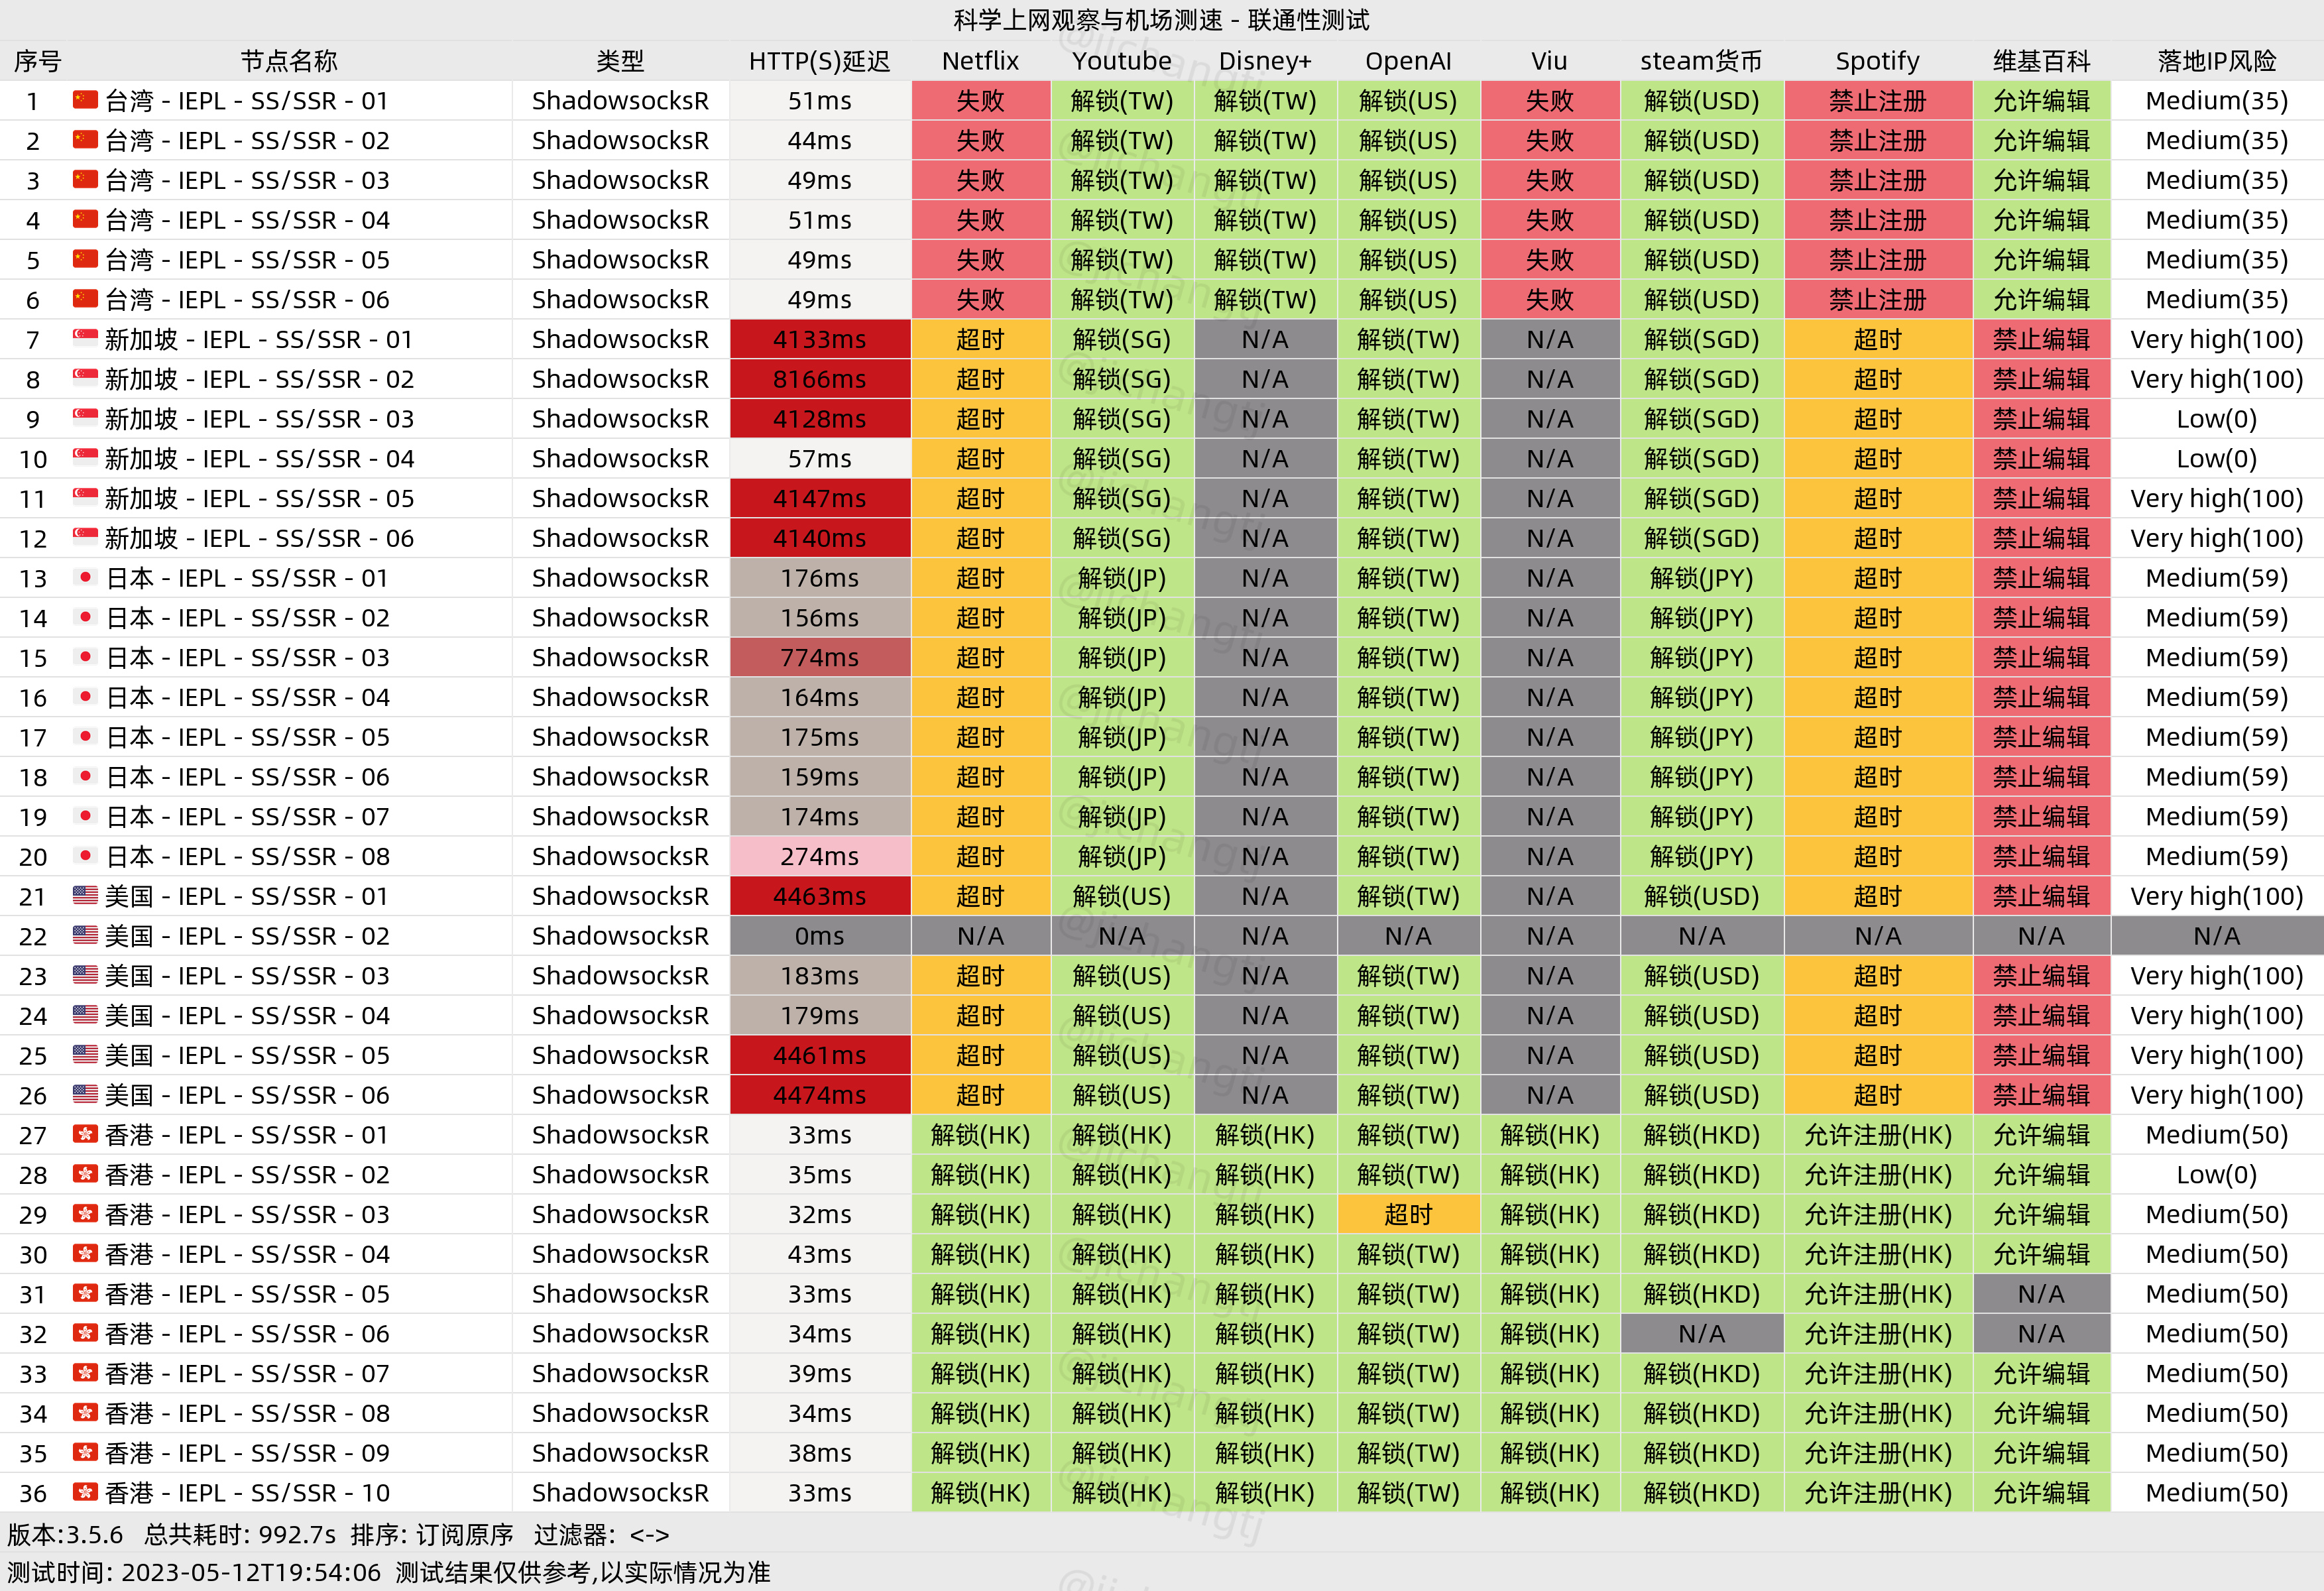 科学上网观察与机场测速 - 联通性测试
序号 节点名称 类型 HTTP(S)延迟 Netflix Youtube Disney+ OpenAI Viu steam货币 Spotify 维基百科 落地IP风险
1 台湾 - IEPL - SS/SSR - 01 ShadowsocksR 51ms 失败 解锁(TW) 解锁(TW) 解锁(US) 失败 解锁(USD) 禁止注册 允许编辑 Medium(35)
2 台湾 - IEPL - SS/SSR - 02 ShadowsocksR 44ms 失败 解锁(TW) 解锁(TW) 解锁(US) 失败 解锁(USD) 禁止注册 允许编辑 Medium(35)
3 台湾 - IEPL - SS/SSR - 03 ShadowsocksR 49ms 失败 解锁(TW) 解锁(TW) 解锁(US) 失败 解锁(USD) 禁止注册 允许编辑 Medium(35)
4 台湾 - IEPL - SS/SSR - 04 ShadowsocksR 51ms 失败 解锁(TW) 解锁(TW) 解锁(US) 失败 解锁(USD) 禁止注册 允许编辑 Medium(35)
5 台湾 - IEPL - SS/SSR - 05 ShadowsocksR 49ms 失败 解锁(TW) 解锁(TW) 解锁(US) 失败 解锁(USD) 禁止注册 允许编辑 Medium(35)
6 台湾 - IEPL - SS/SSR - 06 ShadowsocksR 49ms 失败 解锁(TW) 解锁(TW) 解锁(US) 失败 解锁(USD) 禁止注册 允许编辑 Medium(35)
7 新加坡 - IEPL - SS/SSR - 01 ShadowsocksR 4133ms 超时 解锁(SG) N/A 解锁(TW) N/A 解锁(SGD) 超时 禁止编辑 Very high(100)
8 新加坡 - IEPL - SS/SSR - 02 ShadowsocksR 8166ms 超时 解锁(SG) N/A 解锁(TW) N/A 解锁(SGD) 超时 禁止编辑 Very high(100)
9 新加坡 - IEPL - SS/SSR - 03 ShadowsocksR 4128ms 超时 解锁(SG) N/A 解锁(TW) N/A 解锁(SGD) 超时 禁止编辑 Low(0)
10 新加坡 - IEPL - SS/SSR - 04 ShadowsocksR 57ms 超时 解锁(SG) N/A 解锁(TW) N/A 解锁(SGD) 超时 禁止编辑 Low(0)
11 新加坡 - IEPL - SS/SSR - 05 ShadowsocksR 4147ms 超时 解锁(SG) N/A 解锁(TW) N/A 解锁(SGD) 超时 禁止编辑 Very high(100)
12 新加坡 - IEPL - SS/SSR - 06 ShadowsocksR 4140ms 超时 解锁(SG) N/A 解锁(TW) N/A 解锁(SGD) 超时 禁止编辑 Very high(100)
13 日本 - IEPL - SS/SSR - 01 ShadowsocksR 176ms 超时 解锁(JP) N/A 解锁(TW) N/A 解锁(JPY) 超时 禁止编辑 Medium(59)
14 日本 - IEPL - SS/SSR - 02 ShadowsocksR 156ms 超时 解锁(JP) N/A 解锁(TW) N/A 解锁(JPY) 超时 禁止编辑 Medium(59)
15 日本 - IEPL - SS/SSR - 03 ShadowsocksR 774ms 超时 解锁(JP) N/A 解锁(TW) N/A 解锁(JPY) 超时 禁止编辑 Medium(59)
16 日本 - IEPL - SS/SSR - 04 ShadowsocksR 164ms 超时 解锁(JP) N/A 解锁(TW) N/A 解锁(JPY) 超时 禁止编辑 Medium(59)
17 日本 - IEPL - SS/SSR - 05 ShadowsocksR 175ms 超时 解锁(JP) N/A 解锁(TW) N/A 解锁(JPY) 超时 禁止编辑 Medium(59)
18 日本 - IEPL - SS/SSR - 06 ShadowsocksR 159ms 超时 解锁(JP) N/A 解锁(TW) N/A 解锁(JPY) 超时 禁止编辑 Medium(59)
19 日本 - IEPL - SS/SSR - 07 ShadowsocksR 174ms 超时 解锁(JP) N/A 解锁(TW) N/A 解锁(JPY) 超时 禁止编辑 Medium(59)
20 日本 - IEPL - SS/SSR - 08 ShadowsocksR 274ms 超时 解锁(JP) N/A 解锁(TW) N/A 解锁(JPY) 超时 禁止编辑 Medium(59)
21 美国 - IEPL - SS/SSR - 01 ShadowsocksR 4463ms 超时 解锁(US) N/A 解锁(TW) N/A 解锁(USD) 超时 禁止编辑 Very high(100)
22 美国 - IEPL - SS/SSR - 02 ShadowsocksR 0ms N/A N/A N/A N/A N/A N/A N/A N/A N/A
23 美国 - IEPL - SS/SSR - 03 ShadowsocksR 183ms 超时 解锁(US) N/A 解锁(TW) N/A 解锁(USD) 超时 禁止编辑 Very high(100)
24 美国 - IEPL - SS/SSR - 04 ShadowsocksR 179ms 超时 解锁(US) N/A 解锁(TW) N/A 解锁(USD) 超时 禁止编辑 Very high(100)
25 美国 - IEPL - SS/SSR - 05 ShadowsocksR 4461ms 超时 解锁(US) N/A 解锁(TW) N/A 解锁(USD) 超时 禁止编辑 Very high(100)
26 美国 - IEPL - SS/SSR - 06 ShadowsocksR 4474ms 超时 解锁(US) N/A 解锁(TW) N/A 解锁(USD) 超时 禁止编辑 Very high(100)
27 香港 - IEPL - SS/SSR - 01 ShadowsocksR 33ms 解锁(HK) 解锁(HK) 解锁(HK) 解锁(TW) 解锁(HK) 解锁(HKD) 允许注册(HK) 允许编辑 Medium(50)
28 香港 - IEPL - SS/SSR - 02 ShadowsocksR 35ms 解锁(HK) 解锁(HK) 解锁(HK) 解锁(TW) 解锁(HK) 解锁(HKD) 允许注册(HK) 允许编辑 Low(0)
29 香港 - IEPL - SS/SSR - 03 ShadowsocksR 32ms 解锁(HK) 解锁(HK) 解锁(HK) 超时 解锁(HK) 解锁(HKD) 允许注册(HK) 允许编辑 Medium(50)
30 香港 - IEPL - SS/SSR - 04 ShadowsocksR 43ms 解锁(HK) 解锁(HK) 解锁(HK) 解锁(TW) 解锁(HK) 解锁(HKD) 允许注册(HK) 允许编辑 Medium(50)
31 香港 - IEPL - SS/SSR - 05 ShadowsocksR 33ms 解锁(HK) 解锁(HK) 解锁(HK) 解锁(TW) 解锁(HK) 解锁(HKD) 允许注册(HK) N/A Medium(50)
32 香港 - IEPL - SS/SSR - 06 ShadowsocksR 34ms 解锁(HK) 解锁(HK) 解锁(HK) 解锁(TW) 解锁(HK) N/A 允许注册(HK) N/A Medium(50)
33 香港 - IEPL - SS/SSR - 07 ShadowsocksR 39ms 解锁(HK) 解锁(HK) 解锁(HK) 解锁(TW) 解锁(HK) 解锁(HKD) 允许注册(HK) 允许编辑 Medium(50)
34 香港 - IEPL - SS/SSR - 08 ShadowsocksR 34ms 解锁(HK) 解锁(HK) 解锁(HK) 解锁(TW) 解锁(HK) 解锁(HKD) 允许注册(HK) 允许编辑 Medium(50)
35 香港 - IEPL - SS/SSR - 09 ShadowsocksR 38ms 解锁(HK) 解锁(HK) 解锁(HK) 解锁(TW) 解锁(HK) 解锁(HKD) 允许注册(HK) 允许编辑 Medium(50)
36 香港 - IEPL - SS/SSR - 10 ShadowsocksR 33ms 解锁(HK) 解锁(HK) 解锁(HK) 解锁(TW) 解锁(HK) 解锁(HKD) 允许注册(HK) 允许编辑 Medium(50)
版本:3.5.6 总共耗时: 992.7s 排序: 订阅原序 过滤器: <->
测试时间: 2023-05-12T19:54:06 测试结果仅供参考,以实际情况为准
@jichangtj